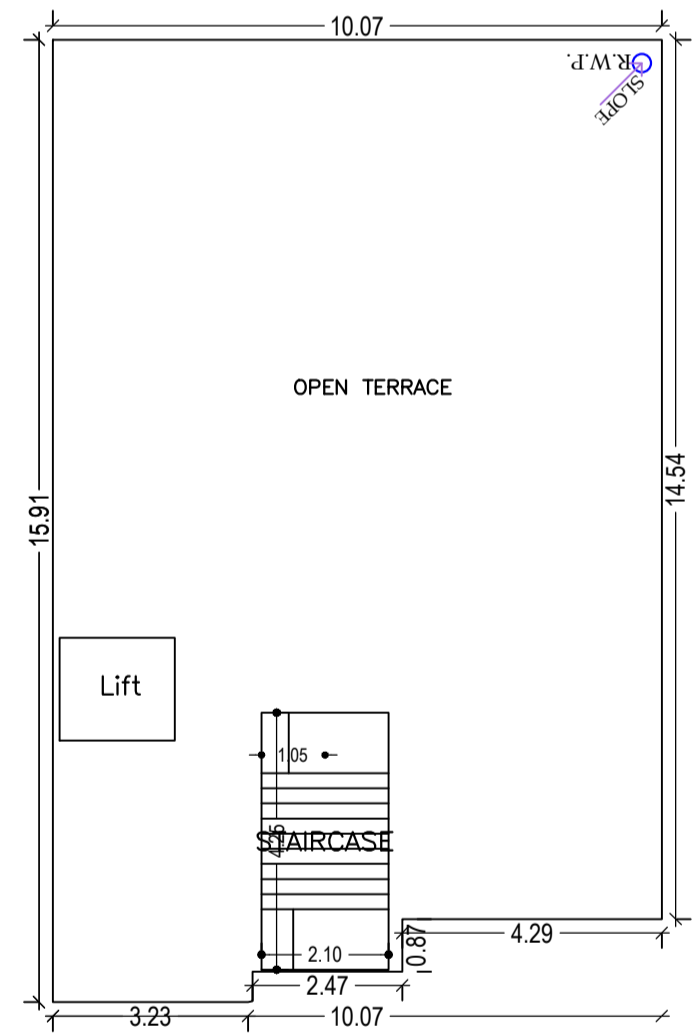 10.07
R.W.P.
SLOPE
OPEN TERRACE
15.91
14.54
Lift
1.05
4.25
STAIRCASE
2.10
0.87
4.29
2.47
3.23
10.07